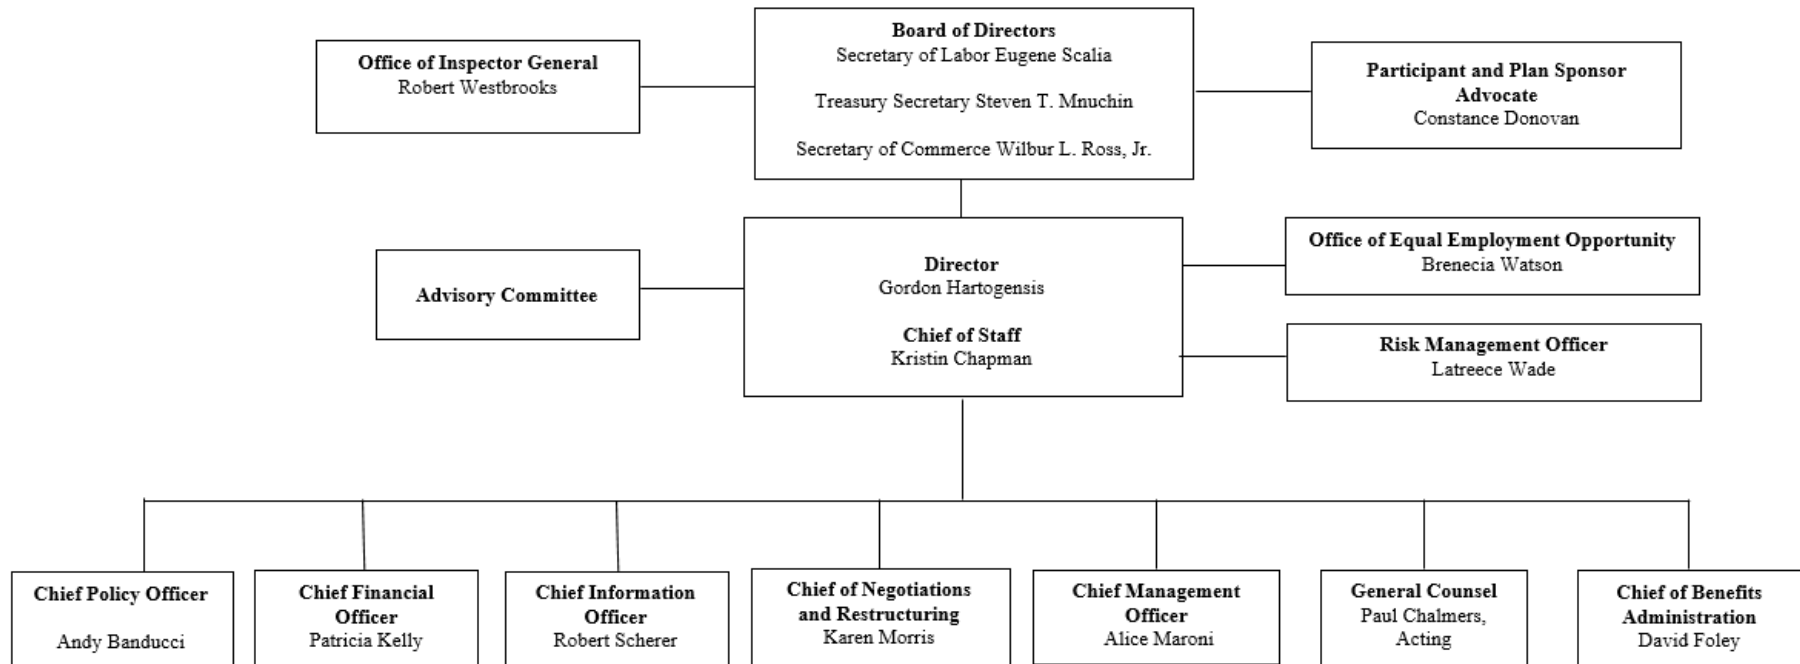 Board of Directors
Secretary of Labor Eugene Scalia
Treasury Secretary Steven T. Mnuchin
Secretary of Commerce Wilbur L. Ross, Jr.
Office of Inspector General
Robert Westbrooks
Participant and Plan Sponsor
Advocate
Constance Donovan
Director
Gordon Hartogensis
Chief of Staff
Kristin Chapman
Advisory Committee
Office of Equal Employment Opportunity
Brenecia Watson
Risk Management Officer
Latreece Wade
Chief Policy Officer
Andy Banducci
Chief Financial
Officer
Patricia Kelly
Chief Information
Officer
Robert Scherer
Chief of Negotiations
and Restructuring
Karen Morris
Chief Management
Officer
Alice Maroni
General Counsel
Paul Chalmers,
Acting
Chief of Benefits
Administration
David Foley